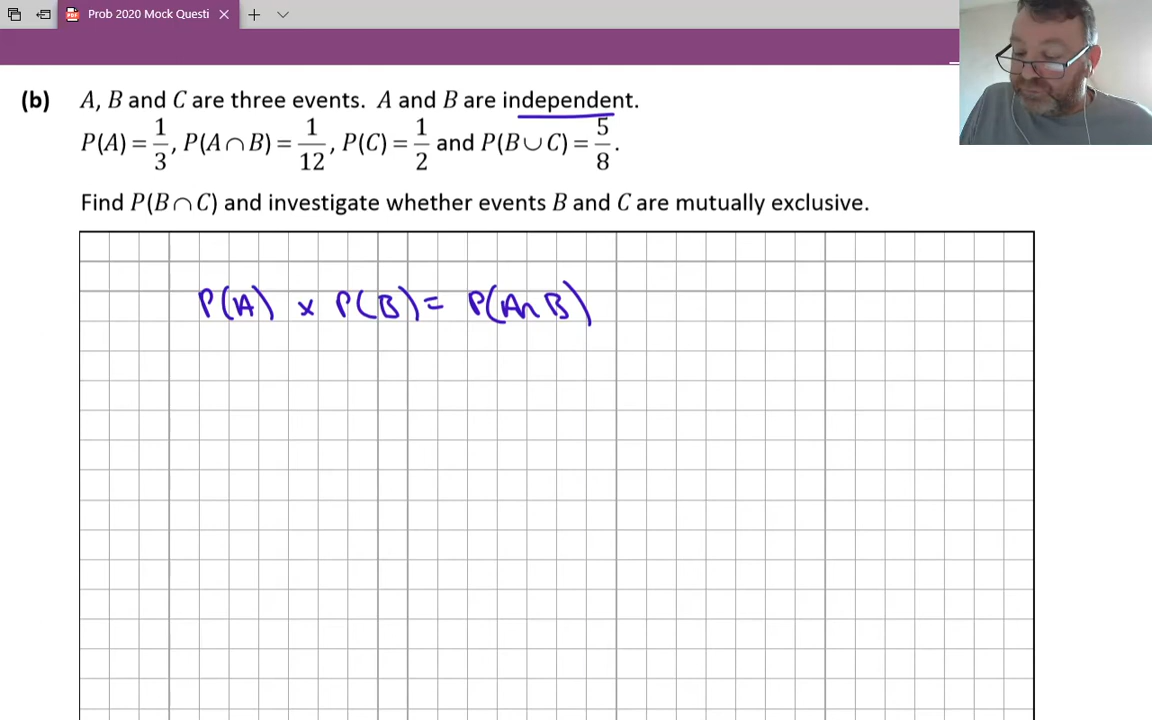 Prob 2020 Mock Questi
(b) A, B and C are three events. A and B are independent.
P(A) = 1/3, P(A∩B) = 1/12, P(C) = 1/2 and P(B∪C) = 5/8.
Find P(B∩C) and investigate whether events B and C are mutually exclusive.
P(A) × P(B) = P(A∩B)